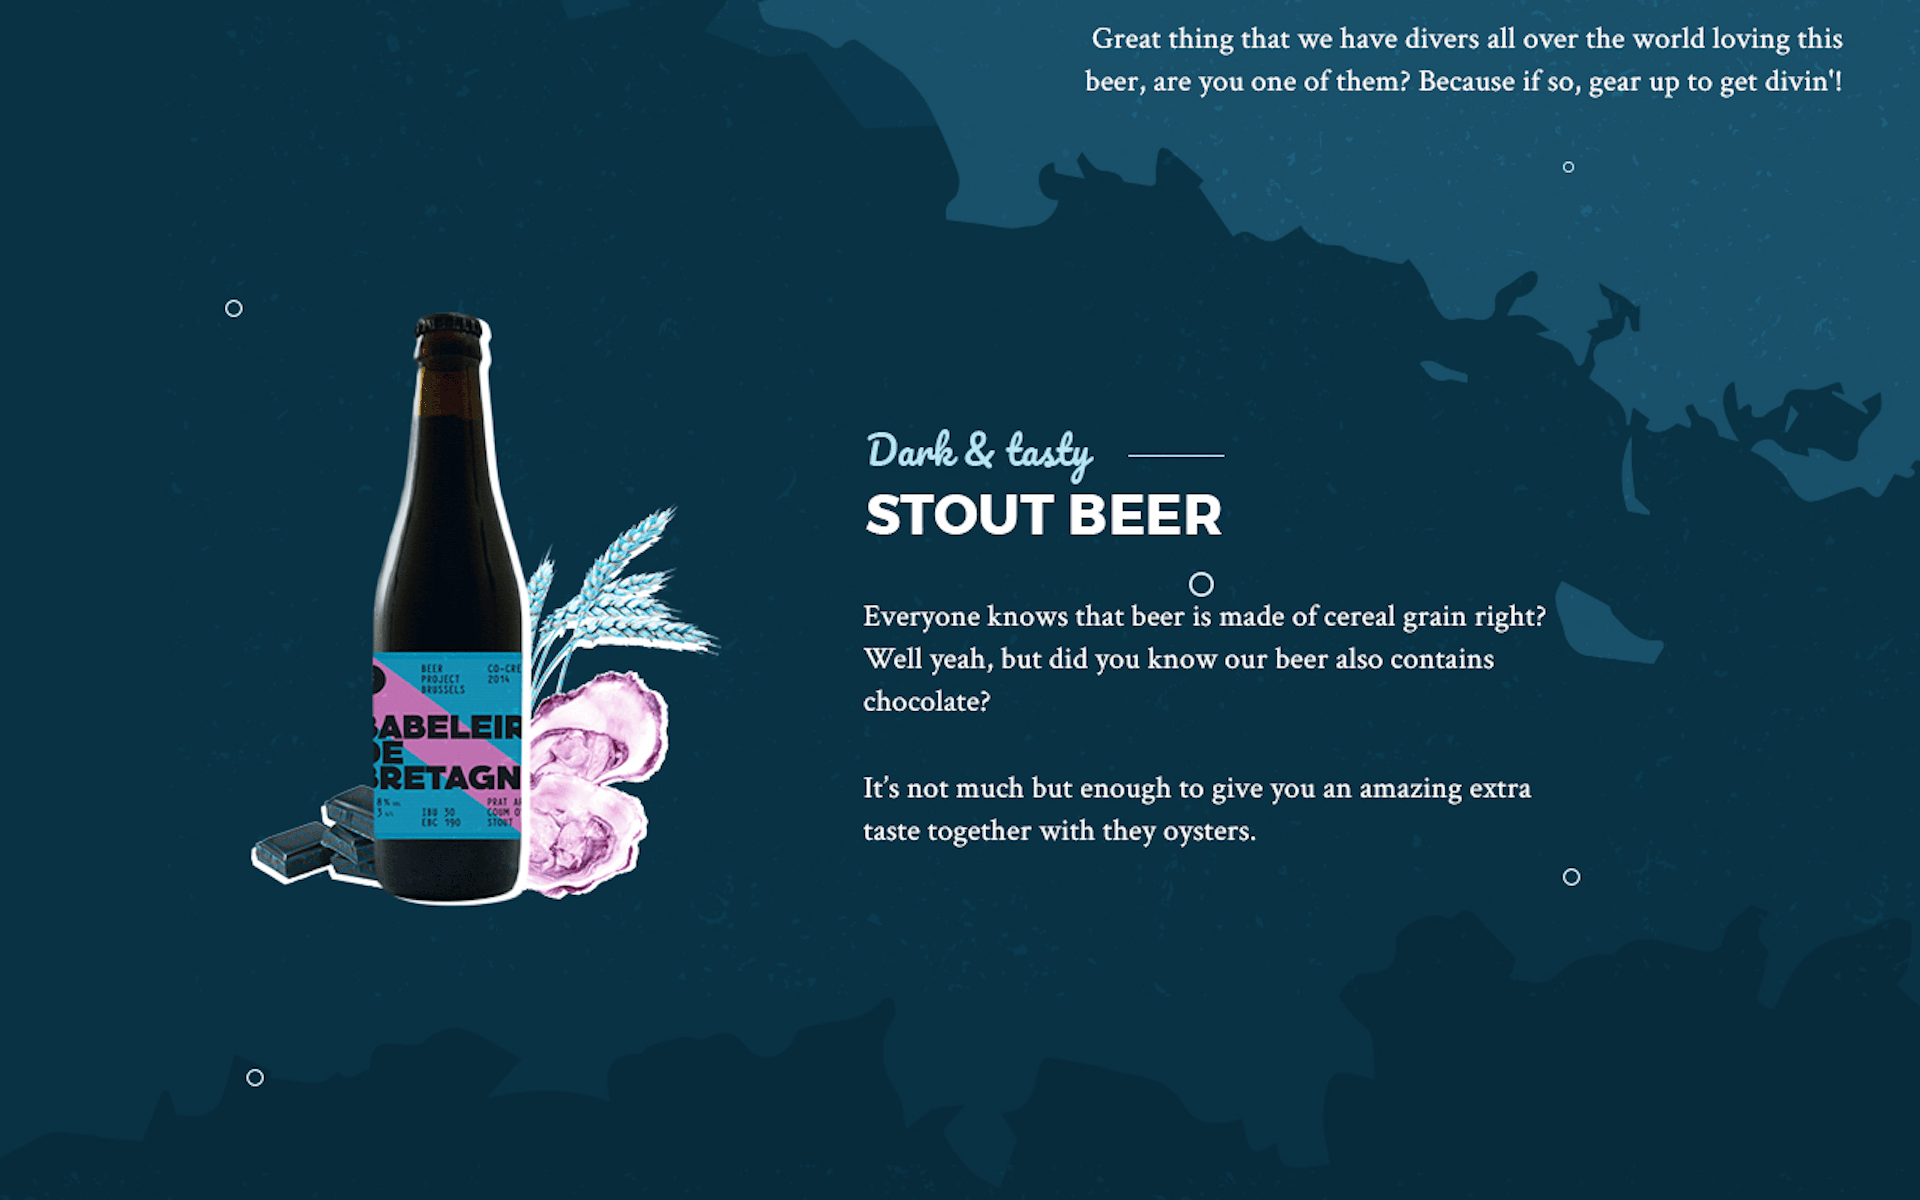 Great thing that we have divers all over the world loving this
beer, are you one of them? Because if so, gear up to get divin'!
Dark & tasty
STOUT BEER
Everyone knows that beer is made of cereal grain right?
Well yeah, but did you know our beer also contains
chocolate?
It’s not much but enough to give you an amazing extra
taste together with they oysters.
BEER
PROJECT
BRUSSELS
CO-CRE
2014
BABELEIR
DE
BRETAGN
8%
IBU 50
EBC 190
PRAT A
COUM O
STOUT